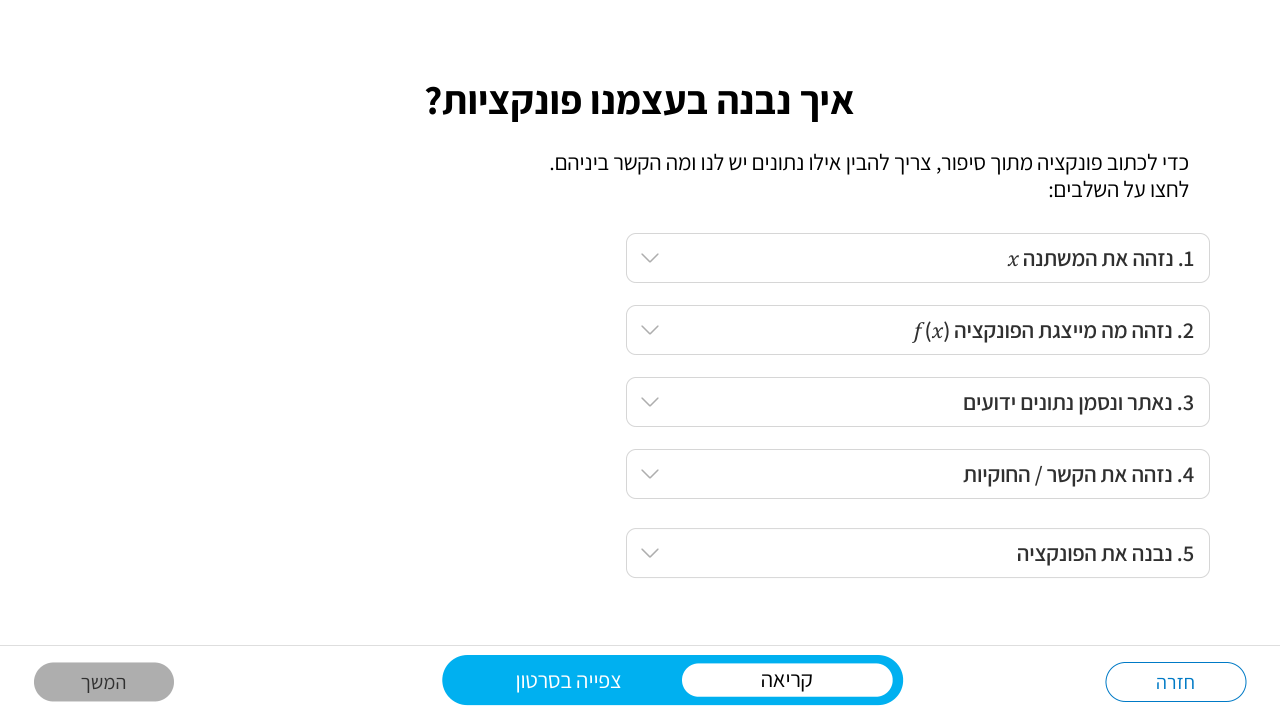 איך נבנה בעצמנו פונקציות?
כדי לכתוב פונקציה מתוך סיפור, צריך להבין אילו נתונים יש לנו ומה הקשר ביניהם.
לחצו על השלבים:
1. נזהה את המשתנה x
2. נזהה מה מייצגת הפונקציה f(x)
3. נאתר ונסמן נתונים ידועים
4. נזהה את הקשר / החוקיות
5. נבנה את הפונקציה
חזרה
קריאה
צפייה בסרטון
המשך